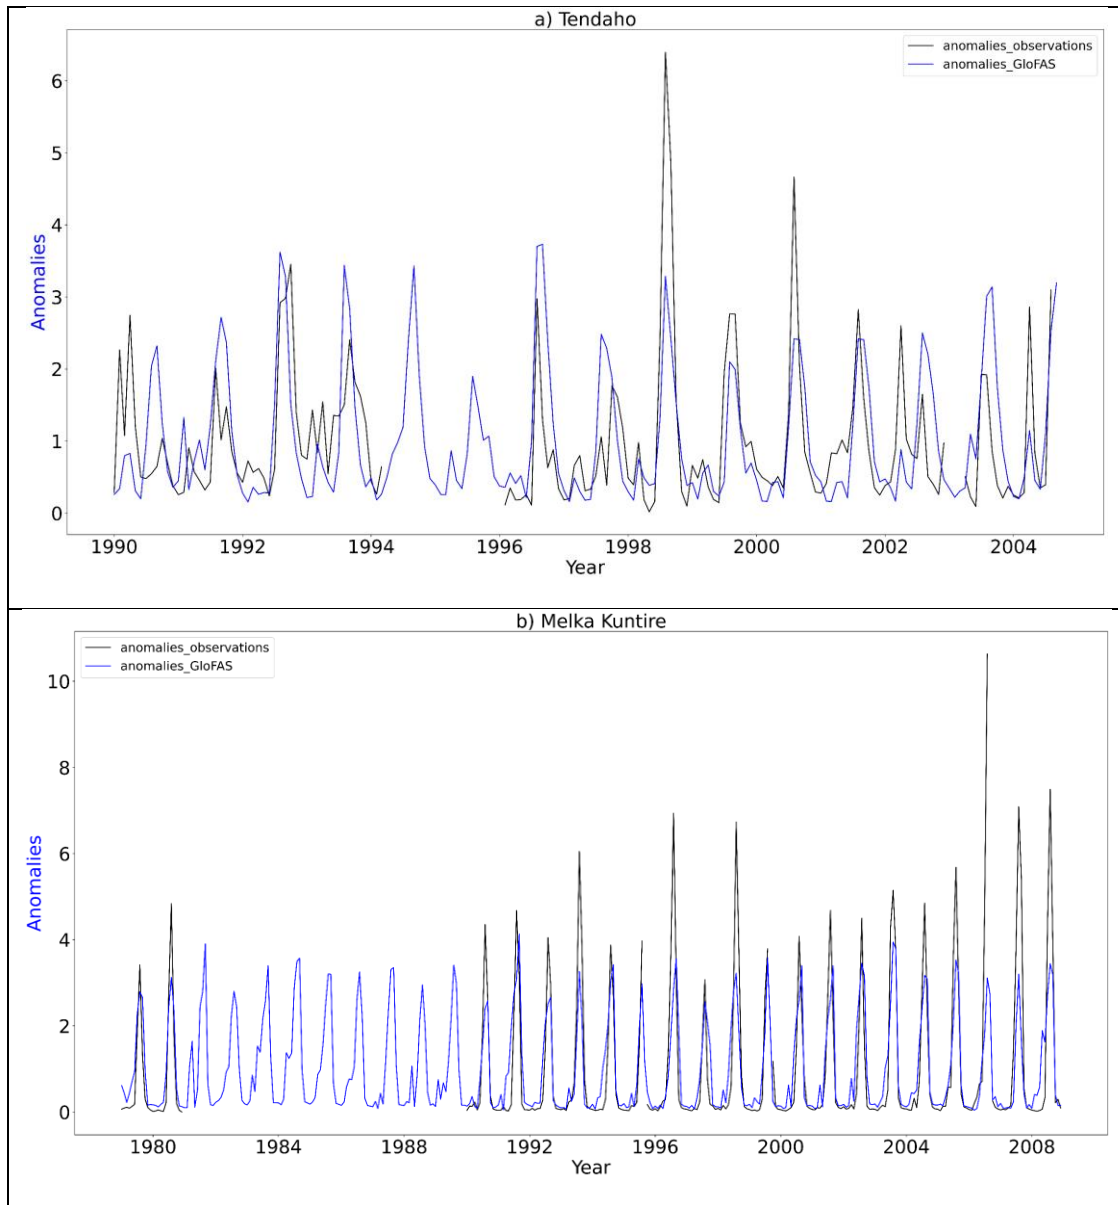 a) Tendaho
anomalies_observations
anomalies_GloFAS
6
5
4
3
2
1
0
Anomalies
1990 1992 1994 1996 1998 2000 2002 2004
Year
b) Melka Kuntire
anomalies_observations
anomalies_GloFAS
10
8
6
4
2
0
Anomalies
1980 1984 1988 1992 1996 2000 2004 2008
Year